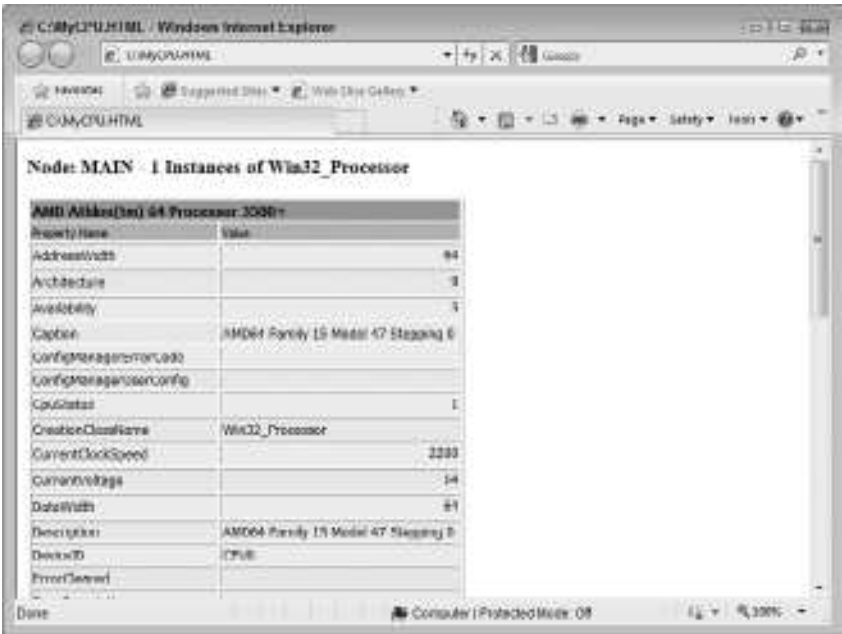 C:\MyCPU.HTML - Windows Internet Explorer
C:\MyCPU.HTML
Google
Favorites Suggested Sites Web Slice Gallery
C:\MyCPU.HTML
Page Safety Tools
Node: MAIN - 1 Instances of Win32_Processor
AMD Athlon(tm) 64 Processor 3500+
Property Name Value
AddressWidth 64
Architecture 9
Availability 3
Caption AMD64 Family 15 Model 47 Stepping 0
ConfigManagerErrorCode
ConfigManagerUserConfig
CpuStatus 1
CreationClassName Win32_Processor
CurrentClockSpeed
CurrentVoltage 14
DataWidth 64
Description AMD64 Family 15 Model 47 Stepping 0
DeviceID CPU0
ErrorCleared
Done Computer | Protected Mode: Off 100%